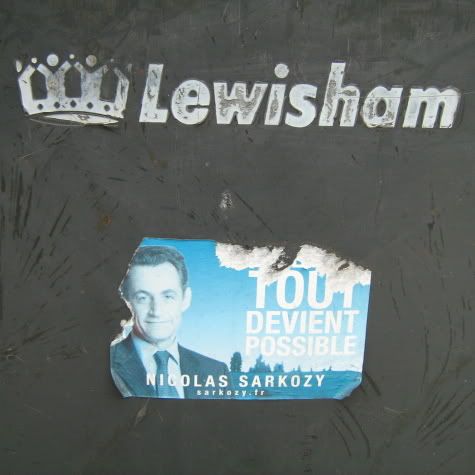 Lewisham
TOUT
DEVIENT
POSSIBLE
NICOLAS SARKOZY
sarkozy.fr